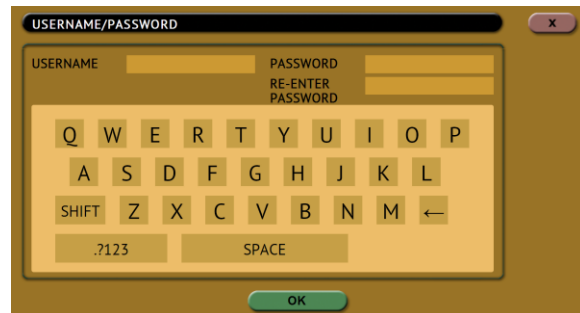 USERNAME/PASSWORD X
USERNAME PASSWORD
RE-ENTER
PASSWORD
Q W E R T Y U I O P
A S D F G H J K L
SHIFT Z X C V B N M ←
.?123 SPACE
OK